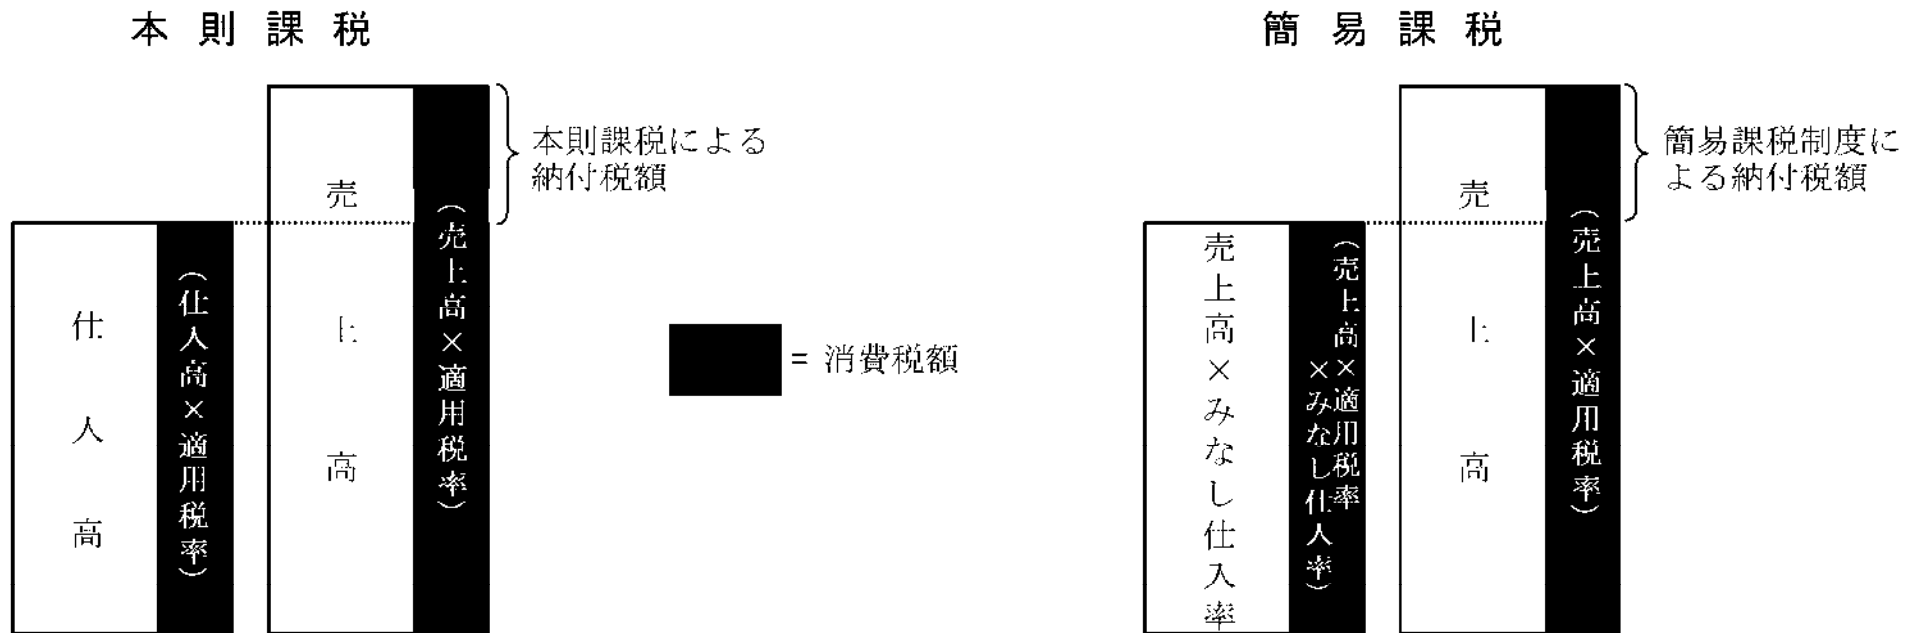 本則課税
仕入高
(仕入高×適用税率)
売上高
(売上高×適用税率)
本則課税による
納付税額
= 消費税額
簡易課税
売上高×みなし仕入率
(売上高×適用税率
×みなし仕入率)
売上高
(売上高×適用税率)
簡易課税制度に
よる納付税額